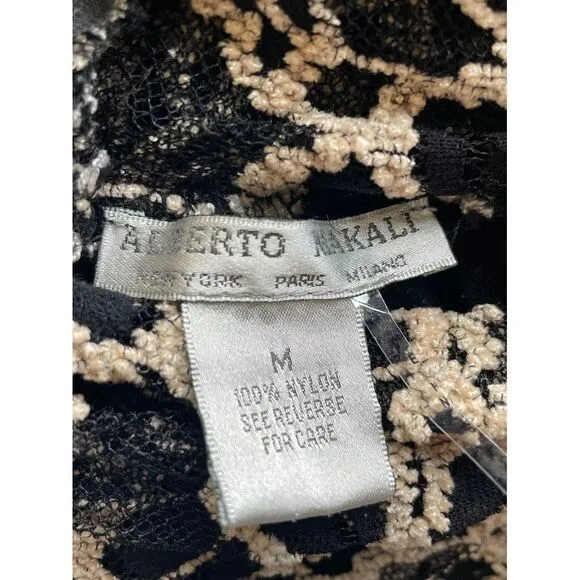 ALBERTO MAKALI
NEW YORK PARIS MILANO
M
100% NYLON
SEE REVERSE
FOR CARE